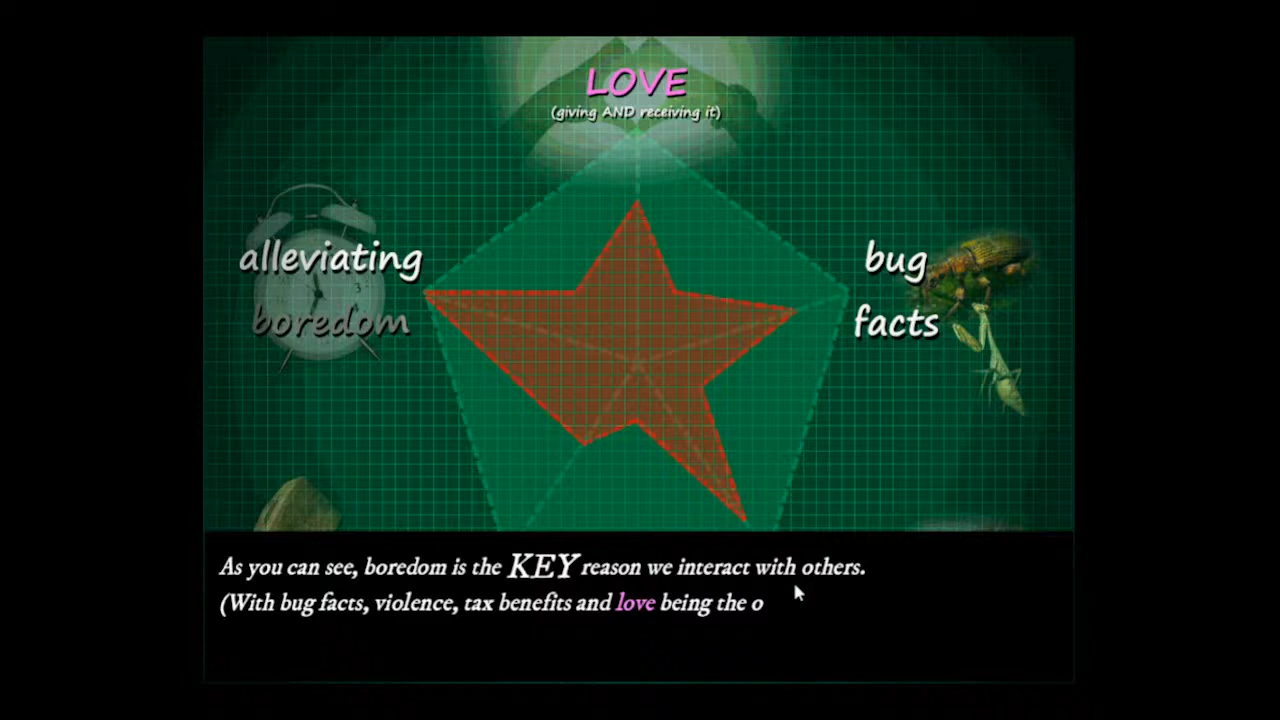 LOVE
(giving AND receiving it)
alleviating
boredom
bug
facts
As you can see, boredom is the KEY reason we interact with others.
(With bug facts, violence, tax benefits and love being the o